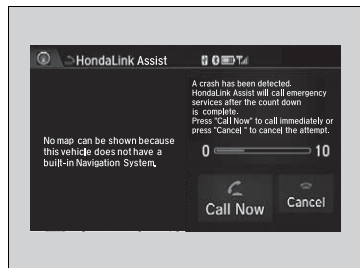 HondaLink Assist
A crash has been detected.
HondaLink Assist will call emergency
services after the count down
is complete.
Press "Call Now" to call immediately or
press "Cancel " to cancel the attempt.
No map can be shown because
this vehicle does not have a
built-in Navigation System.
0 10
Call Now
Cancel